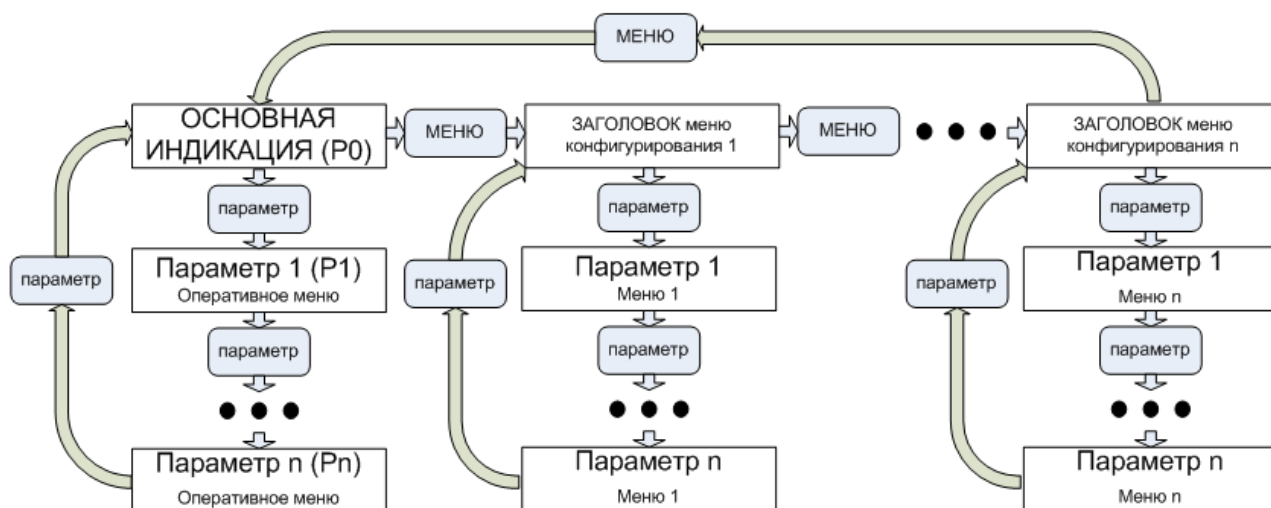 МЕНЮ
ОСНОВНАЯ
ИНДИКАЦИЯ (P0)
МЕНЮ
ЗАГОЛОВОК меню
конфигурирования 1
МЕНЮ
ЗАГОЛОВОК меню
конфигурирования n
параметр
параметр
параметр
параметр
Параметр 1 (P1)
Оперативное меню
параметр
Параметр 1
Меню 1
параметр
Параметр 1
Меню n
параметр
параметр
параметр
Параметр n (Pn)
Оперативное меню
Параметр n
Меню 1
Параметр n
Меню n